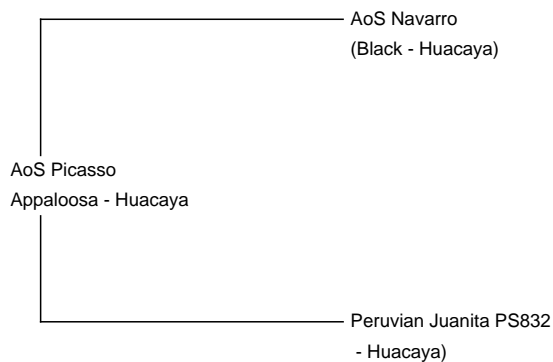 AoS Navarro
(Black - Huacaya)
AoS Picasso
Appaloosa - Huacaya
Peruvian Juanita PS832
- Huacaya)